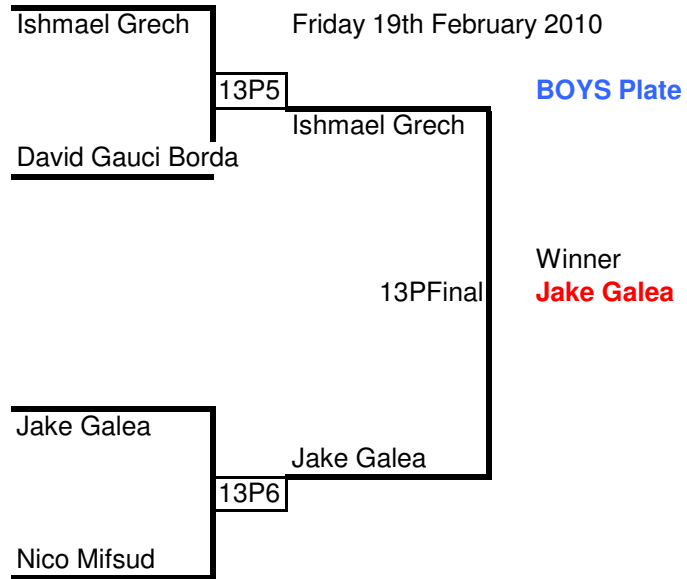 Ishmael Grech
Friday 19th February 2010
13P5
BOYS Plate
Ishmael Grech
David Gauci Borda
Winner
13PFinal
Jake Galea
Jake Galea
Jake Galea
13P6
Nico Mifsud